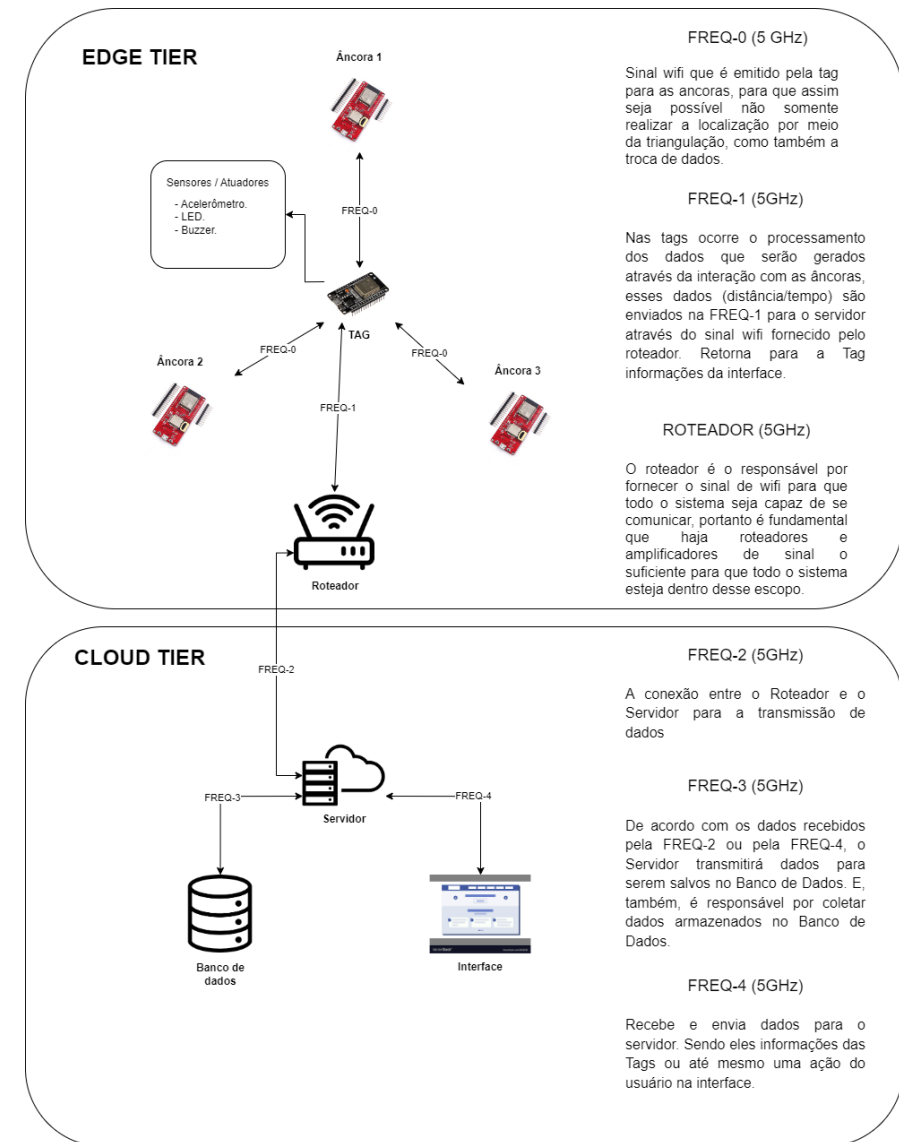 EDGE TIER
Âncora 1
Sensores / Atuadores
- Acelerômetro.
- LED.
- Buzzer.
FREQ-0
TAG
FREQ-0
FREQ-0
Âncora 2
Âncora 3
FREQ-1
Roteador
FREQ-0 (5 GHz)
Sinal wifi que é emitido pela tag
para as ancoras, para que assim
seja possível não somente
realizar a localização por meio
da triangulação, como também a
troca de dados.
FREQ-1 (5GHz)
Nas tags ocorre o processamento
dos dados que serão gerados
através da interação com as âncoras,
esses dados (distância/tempo) são
enviados na FREQ-1 para o servidor
através do sinal wifi fornecido pelo
roteador. Retorna para a Tag
informações da interface.
ROTEADOR (5GHz)
O roteador é o responsável por
fornecer o sinal de wifi para que
todo o sistema seja capaz de se
comunicar, portanto é fundamental
que haja roteadores e
amplificadores de sinal o
suficiente para que todo o sistema
esteja dentro desse escopo.
CLOUD TIER
FREQ-2
Servidor
FREQ-3
FREQ-4
Banco de
dados
Interface
FREQ-2 (5GHz)
A conexão entre o Roteador e o
Servidor para a transmissão de
dados
FREQ-3 (5GHz)
De acordo com os dados recebidos
pela FREQ-2 ou pela FREQ-4, o
Servidor transmitirá dados para
serem salvos no Banco de Dados. E,
também, é responsável por coletar
dados armazenados no Banco de
Dados.
FREQ-4 (5GHz)
Recebe e envia dados para o
servidor. Sendo eles informações das
Tags ou até mesmo uma ação do
usuário na interface.